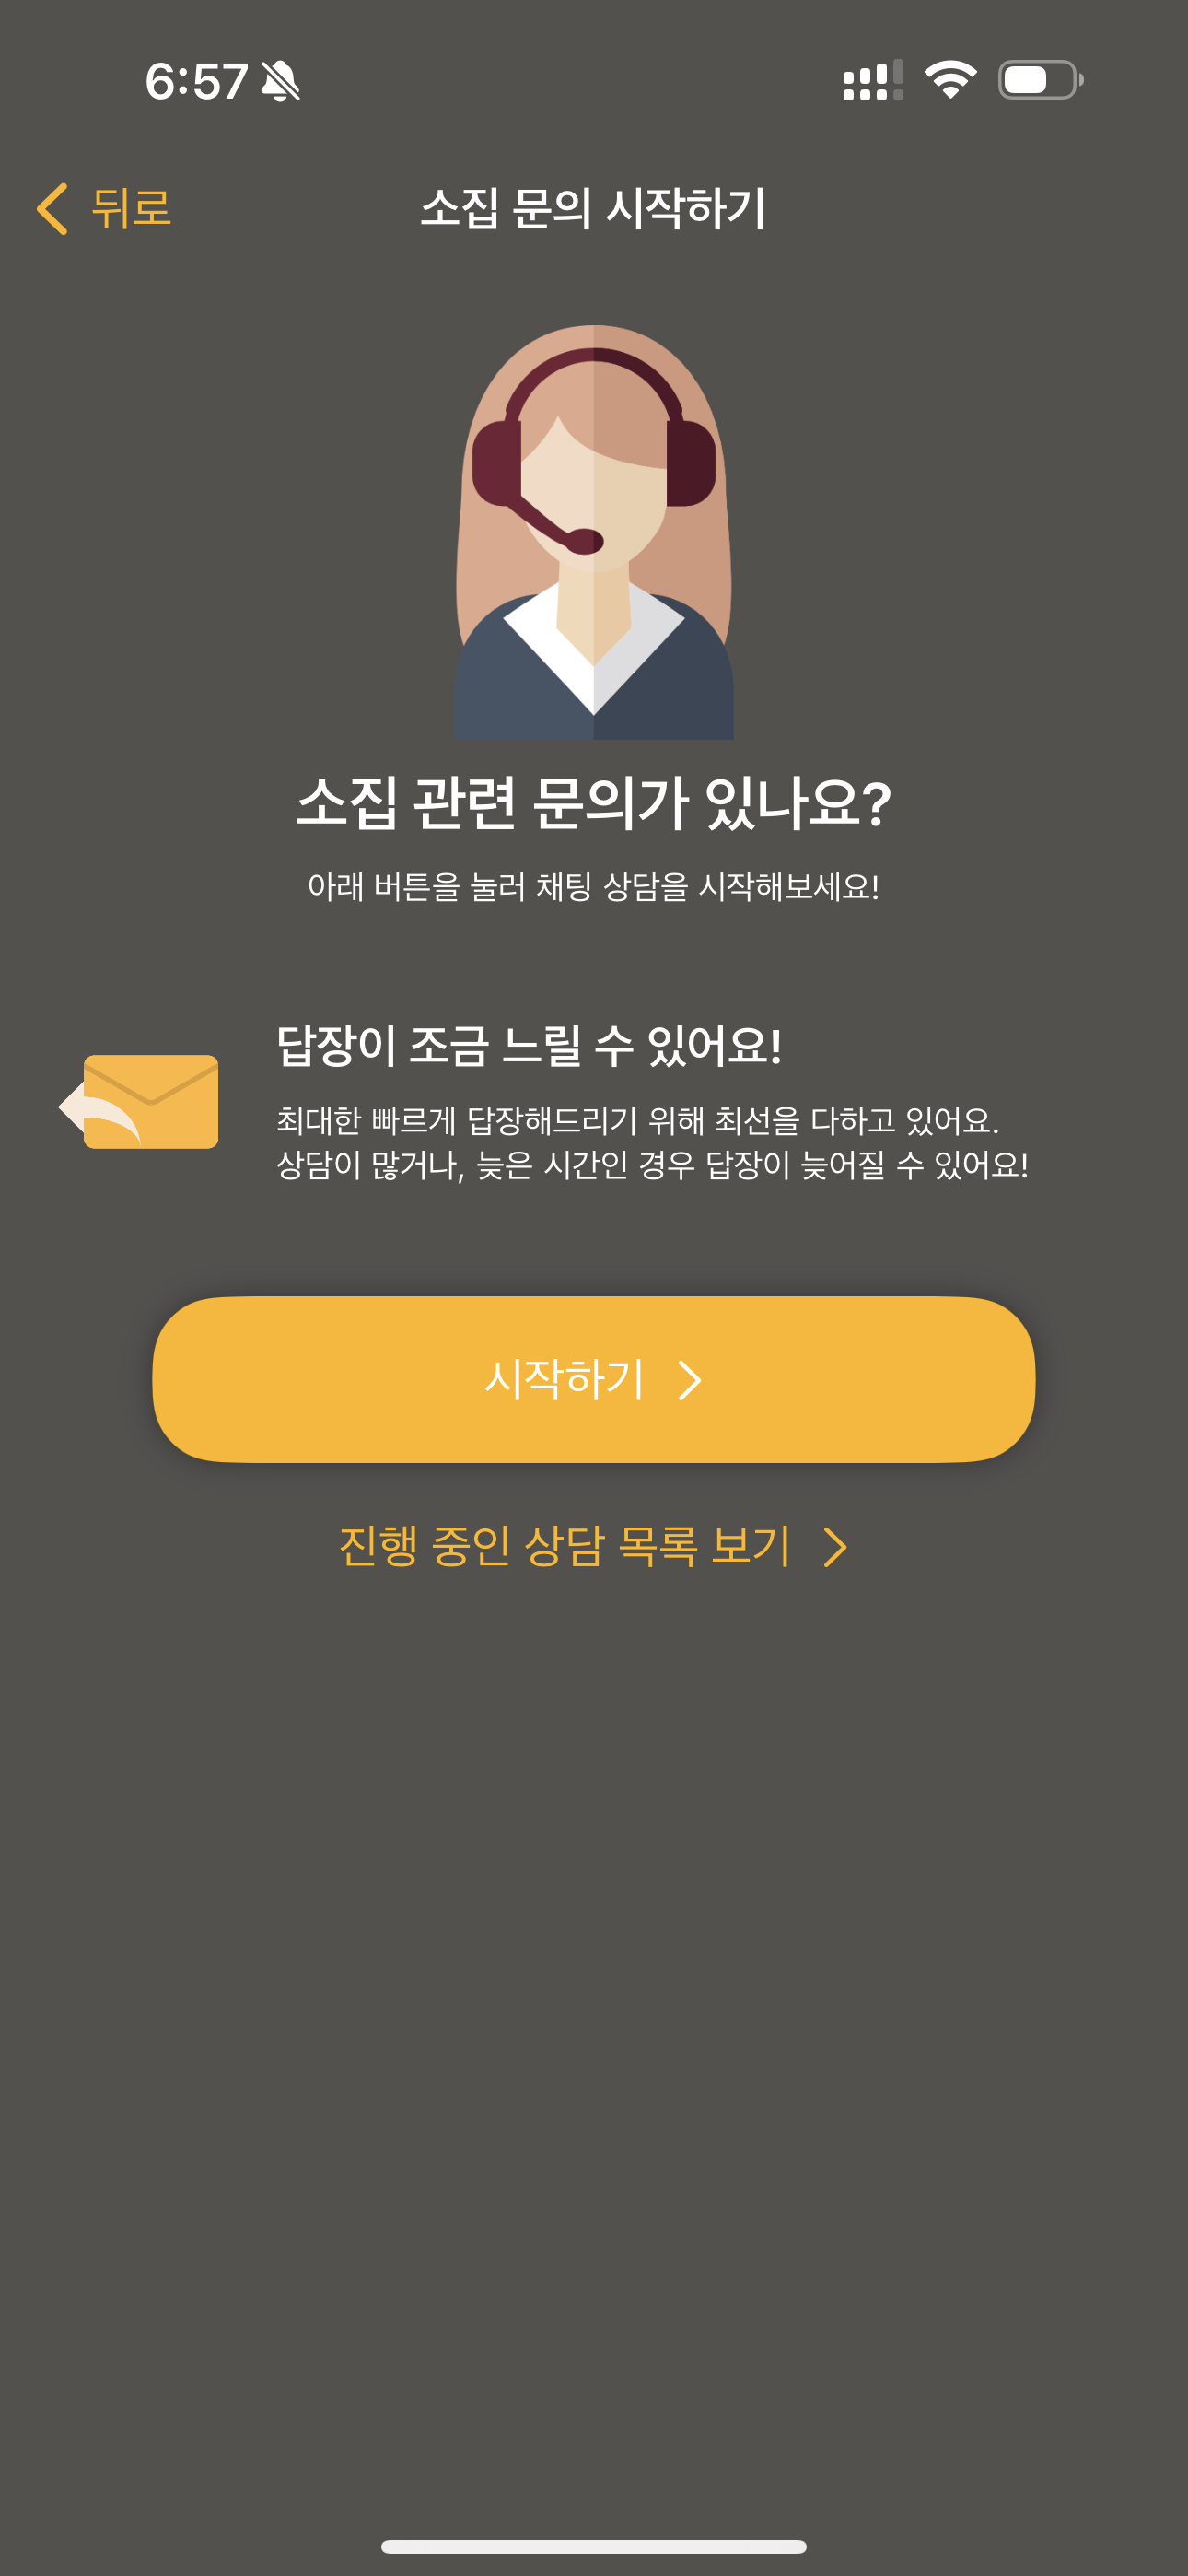 6:57
뒤로
소집 문의 시작하기
소집 관련 문의가 있나요?
아래 버튼을 눌러 채팅 상담을 시작해보세요!
답장이 조금 느릴 수 있어요!
최대한 빠르게 답장해드리기 위해 최선을 다하고 있어요.
상담이 많거나, 늦은 시간인 경우 답장이 늦어질 수 있어요!
시작하기
진행 중인 상담 목록 보기